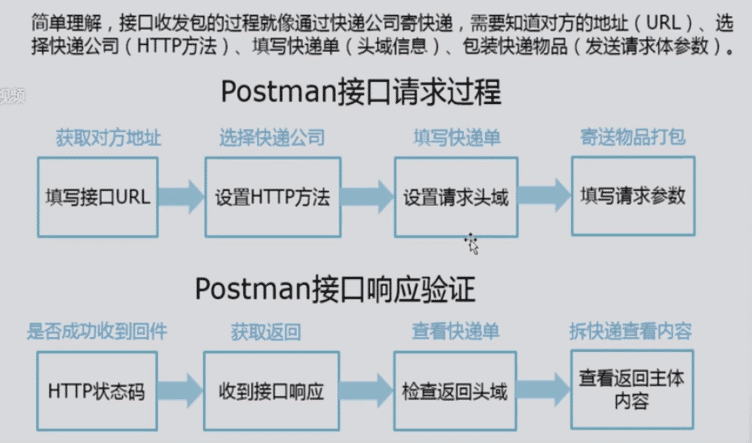 简单理解，接口收发包的过程就像通过快递公司寄快递，需要知道对方的地址（URL）、选
择快递公司（HTTP方法）、填写快递单（头域信息）、包装快递物品（发送请求体参数）。
视频
Postman接口请求过程
获取对方地址 选择快递公司 填写快递单 寄送物品打包
填写接口URL 设置HTTP方法 设置请求头域 填写请求参数
Postman接口响应验证
是否成功收到回件 获取返回 查看快递单 拆快递查看内容
HTTP状态码 收到接口响应 检查返回头域 查看返回主体
内容